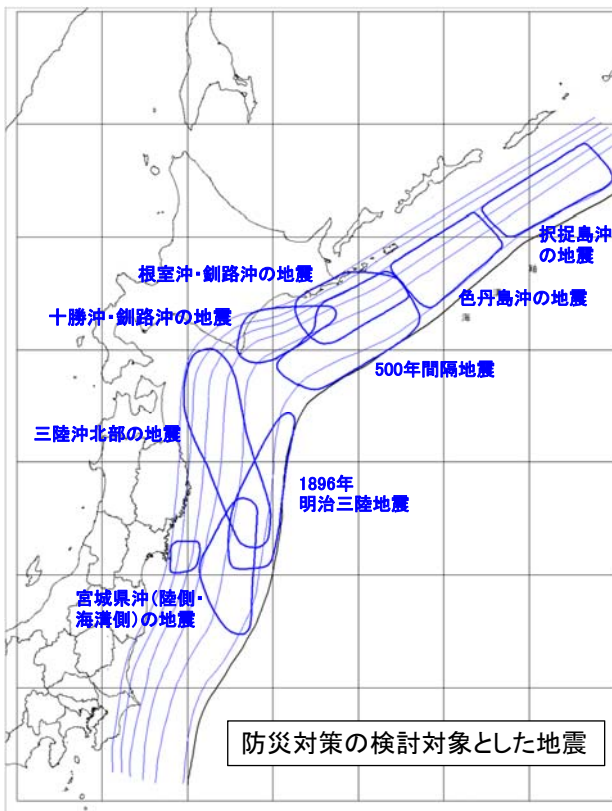 択捉島沖
の地震
根室沖・釧路沖の地震
色丹島沖の地震
十勝沖・釧路沖の地震
500年間隔地震
三陸沖北部の地震
1896年
明治三陸地震
宮城県沖(陸側・
海溝側)の地震
防災対策の検討対象とした地震
海